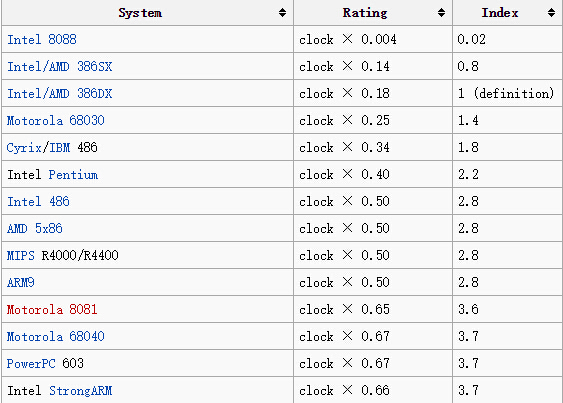 System Rating Index
Intel 8088 clock × 0.004 0.02
Intel/AMD 386SX clock × 0.14 0.8
Intel/AMD 386DX clock × 0.18 1 (definition)
Motorola 68030 clock × 0.25 1.4
Cyrix/IBM 486 clock × 0.34 1.8
Intel Pentium clock × 0.40 2.2
Intel 486 clock × 0.50 2.8
AMD 5x86 clock × 0.50 2.8
MIPS R4000/R4400 clock × 0.50 2.8
ARM9 clock × 0.50 2.8
Motorola 8081 clock × 0.65 3.6
Motorola 68040 clock × 0.67 3.7
PowerPC 603 clock × 0.67 3.7
Intel StrongARM clock × 0.66 3.7